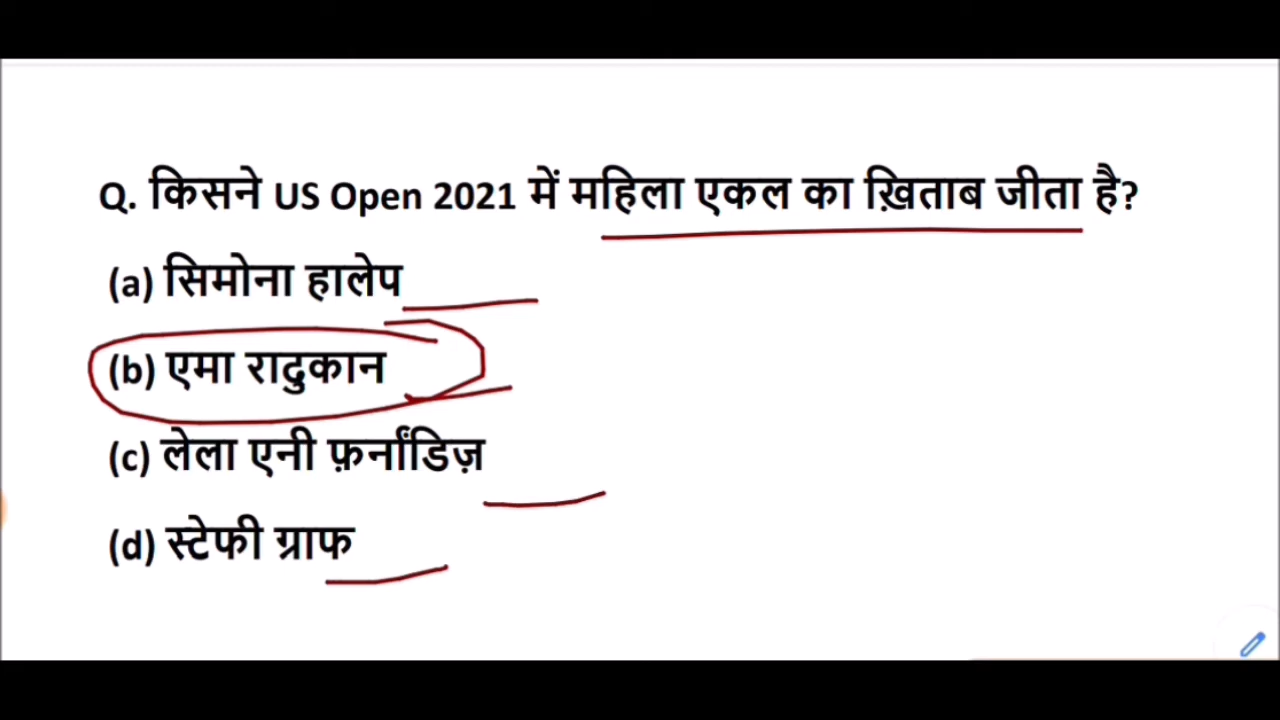 Q. किसने US Open 2021 में महिला एकल का ख़िताब जीता है?
(a) सिमोना हालेप
(b) एमा रादुकान
(c) लेला एनी फ़र्नांडिज़
(d) स्टेफी ग्राफ